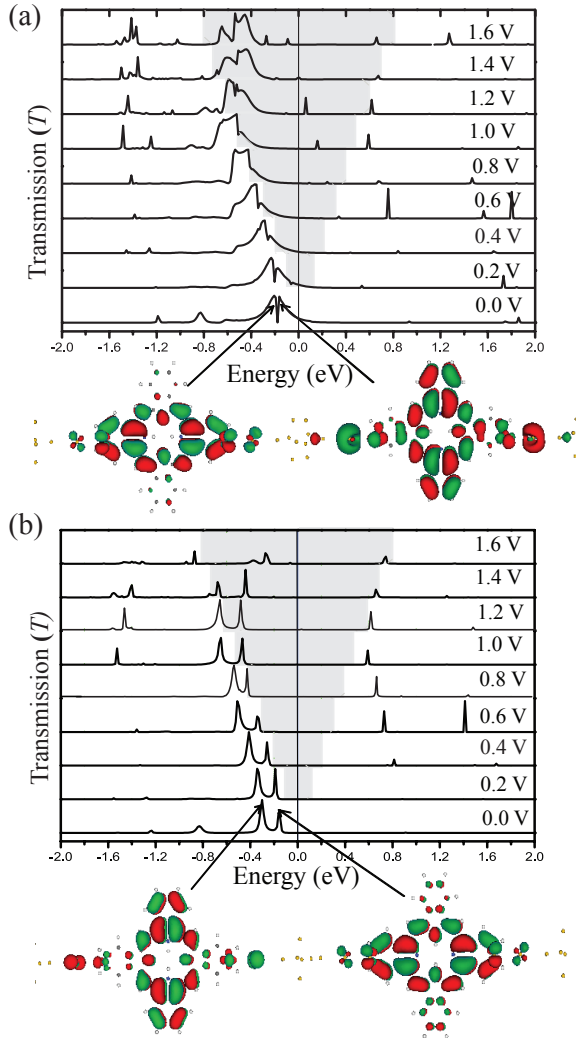 (a)
Transmission (T)
1.6 V
1.4 V
1.2 V
1.0 V
0.8 V
0.6 V
0.4 V
0.2 V
0.0 V
-2.0 -1.6 -1.2 -0.8 -0.4 0.0 0.4 0.8 1.2 1.6 2.0
Energy (eV)
(b)
Transmission (T)
1.6 V
1.4 V
1.2 V
1.0 V
0.8 V
0.6 V
0.4 V
0.2 V
0.0 V
-2.0 -1.6 -1.2 -0.8 -0.4 0.0 0.4 0.8 1.2 1.6 2.0
Energy (eV)